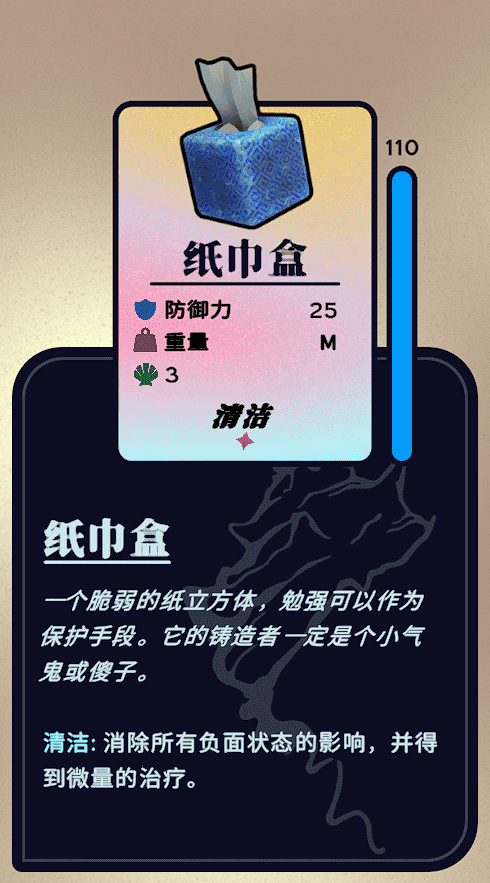 110
纸巾盒
防御力 25
重量 M
3
清洁
纸巾盒
一个脆弱的纸立方体，勉强可以作为
保护手段。它的铸造者一定是个小气
鬼或傻子。
清洁: 消除所有负面状态的影响，并得
到微量的治疗。